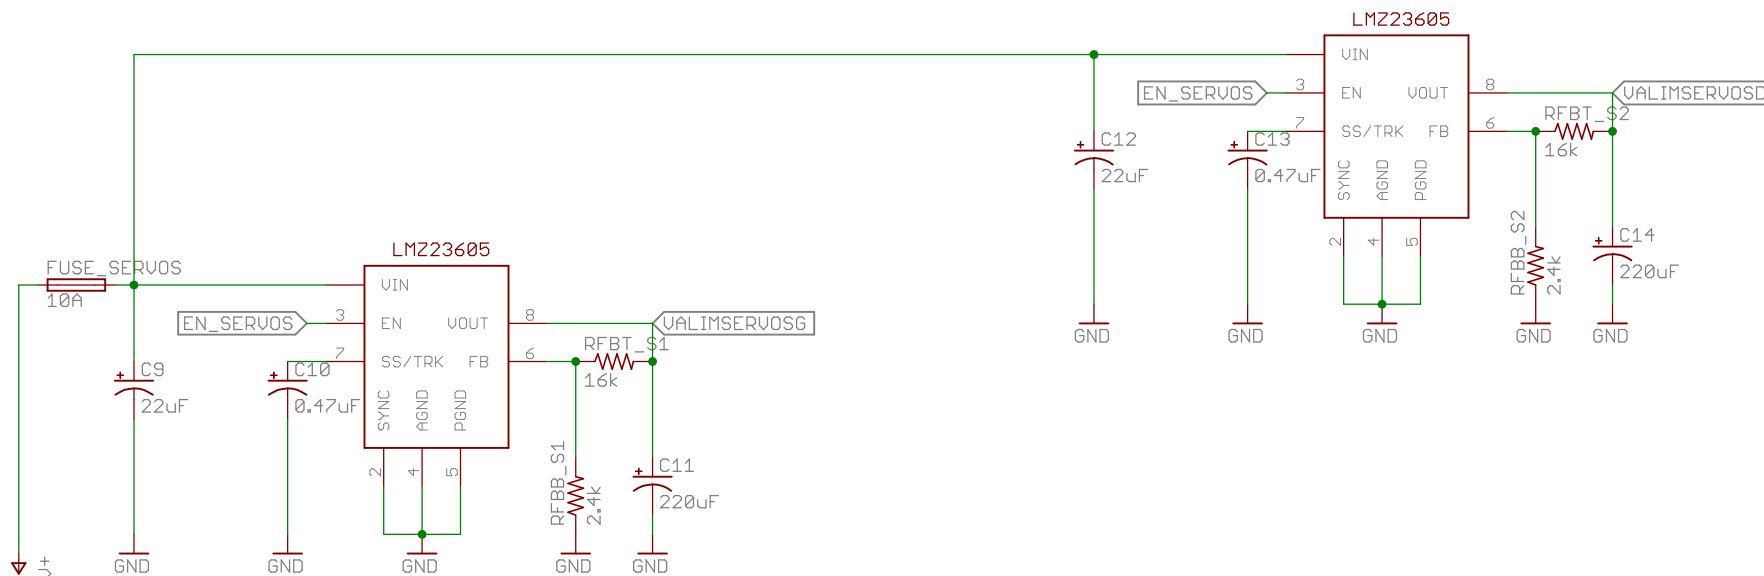 LMZ23605
VIN
EN_SERVOS
3
EN
VOUT
8
VALIMSERVOSD
RFBT_S2
7
SS/TRK
FB
6
16k
C12
22uF
C13
0.47uF
SYNC
AGND
PGND
2
4
5
RFBB_S2
2.4k
C14
220uF
GND
GND
GND
GND
GND
LMZ23605
FUSE_SERVOS
10A
VIN
EN_SERVOS
3
EN
VOUT
8
VALIMSERVOSG
RFBT_S1
7
SS/TRK
FB
6
16k
C9
22uF
C10
0.47uF
SYNC
AGND
PGND
2
4
5
RFBB_S1
2.4k
C11
220uF
GND
GND
GND
GND
GND